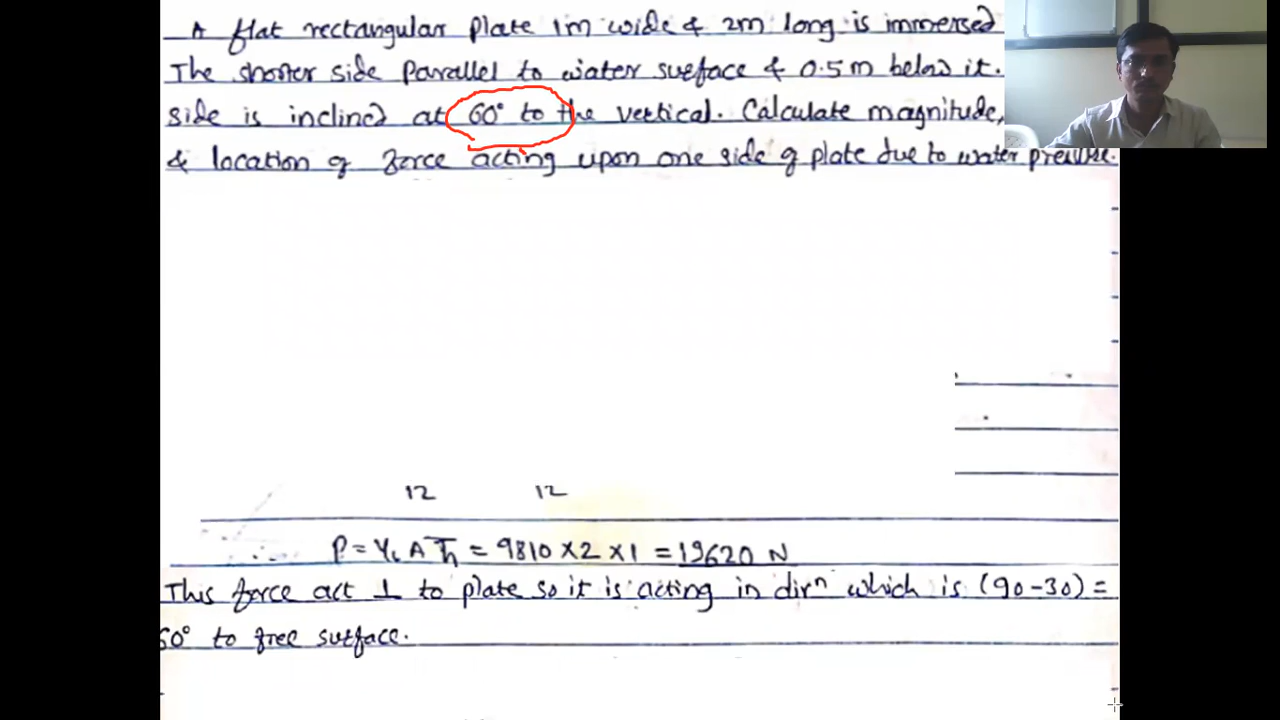 A flat rectangular plate 1m wide & 2m long is immersed
The shorter side parallel to water surface & 0.5m below it.
side is inclined at 60° to the vertical. Calculate magnitude,
& location of force acting upon one side of plate due to water pressure.
12 12
P = γ_L A h̄ = 9810 × 2 × 1 = 19620 N
This force act ⊥ to plate so it is acting in dirⁿ which is (90-30) =
60° to free surface.